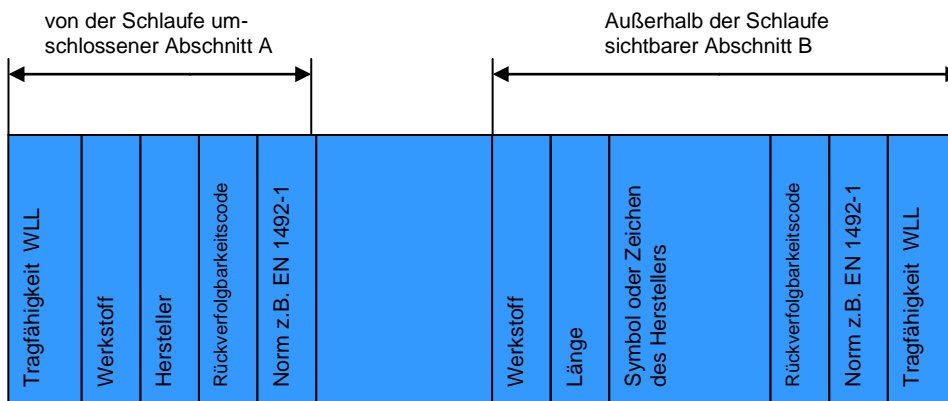 von der Schlaufe um-
schlossener Abschnitt A
Außerhalb der Schlaufe
sichtbarer Abschnitt B
Tragfähigkeit WLL
Werkstoff
Hersteller
Rückverfolgbarkeitscode
Norm z.B. EN 1492-1
Werkstoff
Länge
Symbol oder Zeichen
des Herstellers
Rückverfolgbarkeitscode
Norm z.B. EN 1492-1
Tragfähigkeit WLL